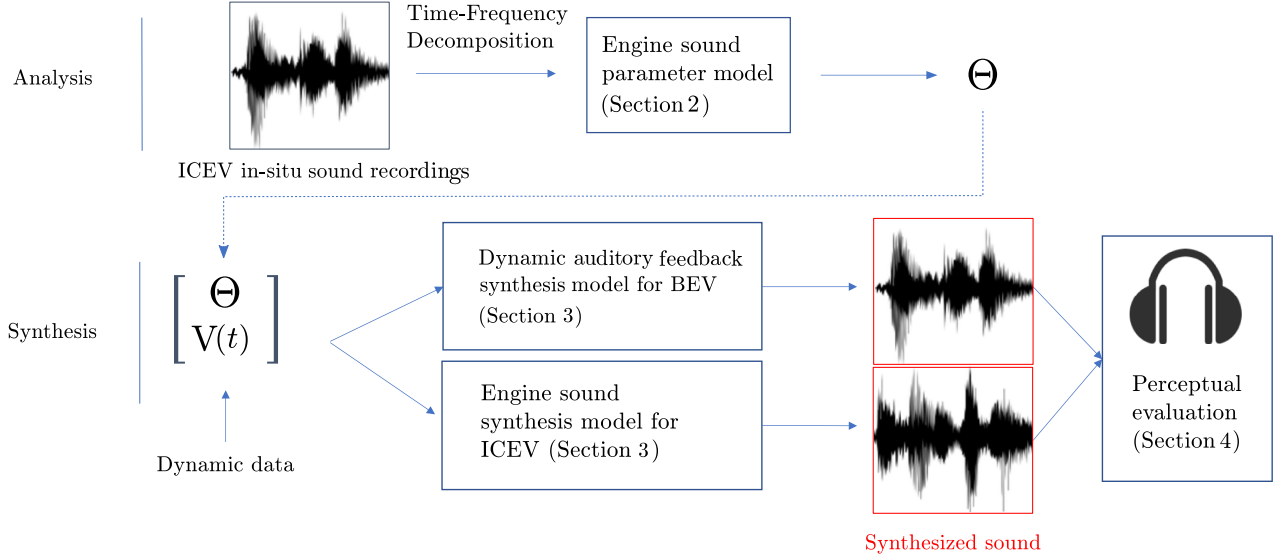 Analysis
Time-Frequency
Decomposition
Engine sound
parameter model
(Section 2)
Θ
ICEV in-situ sound recordings
Synthesis
Θ
V(t)
Dynamic data
Dynamic auditory feedback
synthesis model for BEV
(Section 3)
Engine sound
synthesis model for
ICEV (Section 3)
Synthesized sound
Perceptual
evaluation
(Section 4)